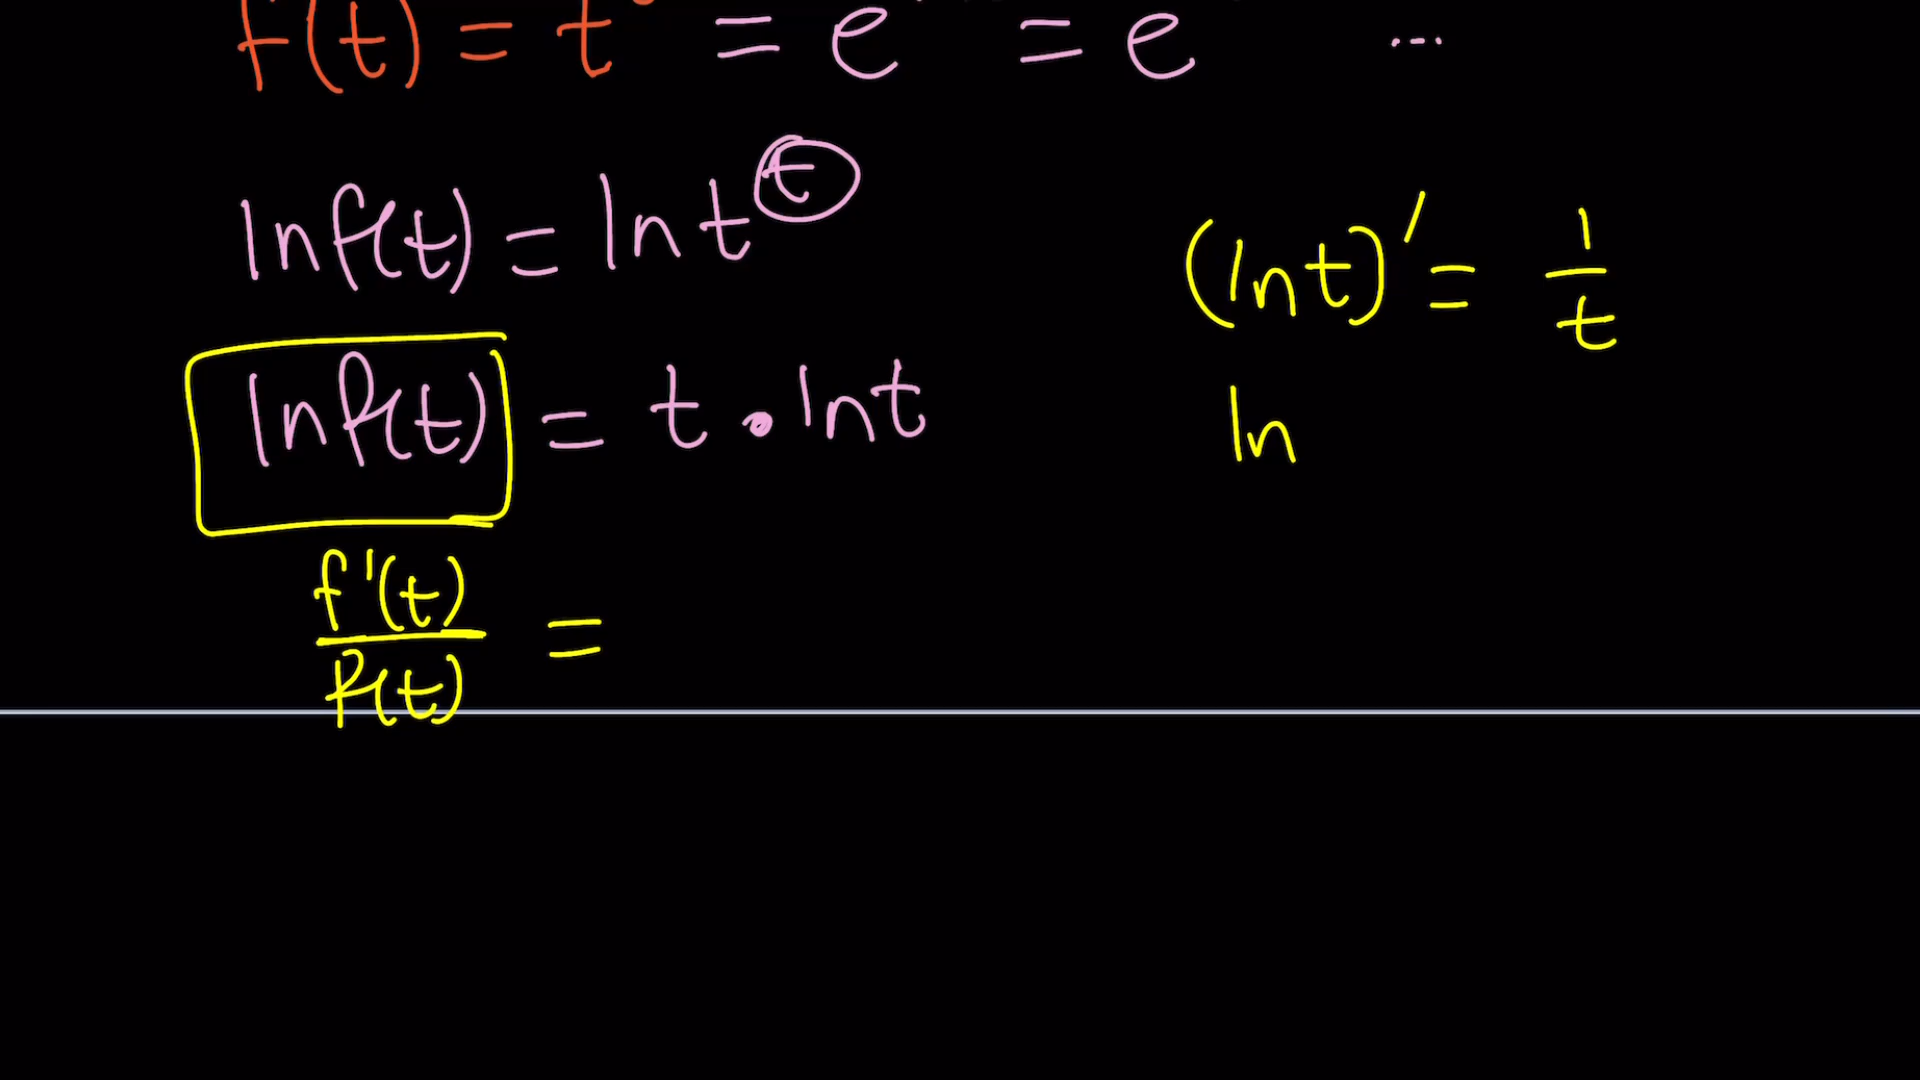 f(t) = t = e = e ...
ln f(t) = ln t^t
(ln t)' = 1/t
ln f(t) = t · ln t
ln
f'(t)/f(t) =